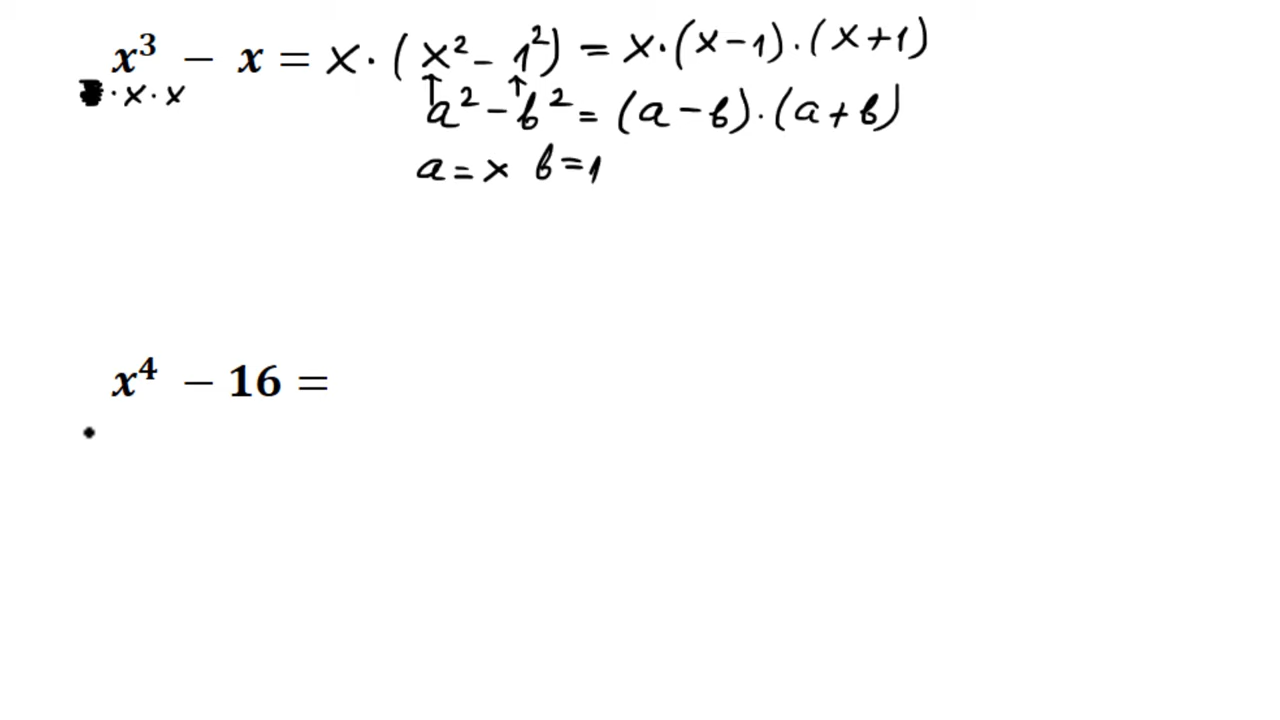 x³ − x = x·(x² − 1²) = x·(x−1)·(x+1)
·x·x
a² − b² = (a−b)·(a+b)
a = x b = 1
x⁴ − 16 =